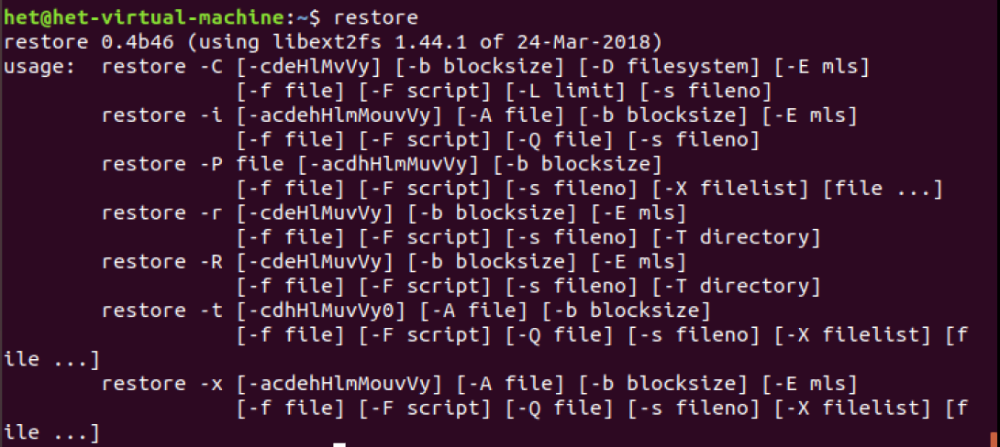 het@het-virtual-machine:~$ restore
restore 0.4b46 (using libext2fs 1.44.1 of 24-Mar-2018)
usage:  restore -C [-cdeHlMvVy] [-b blocksize] [-D filesystem] [-E mls]
                   [-f file] [-F script] [-L limit] [-s fileno]
        restore -i [-acdehHlmMouvVy] [-A file] [-b blocksize] [-E mls]
                   [-f file] [-F script] [-Q file] [-s fileno]
        restore -P file [-acdhHlmMuvVy] [-b blocksize]
                   [-f file] [-F script] [-s fileno] [-X filelist] [file ...]
        restore -r [-cdeHlMuvVy] [-b blocksize] [-E mls]
                   [-f file] [-F script] [-s fileno] [-T directory]
        restore -R [-cdeHlMuvVy] [-b blocksize] [-E mls]
                   [-f file] [-F script] [-s fileno] [-T directory]
        restore -t [-cdhHlMuvVy0] [-A file] [-b blocksize]
                   [-f file] [-F script] [-Q file] [-s fileno] [-X filelist] [f
ile ...]
        restore -x [-acdehHlmMouvVy] [-A file] [-b blocksize] [-E mls]
                   [-f file] [-F script] [-Q file] [-s fileno] [-X filelist] [f
ile ...]